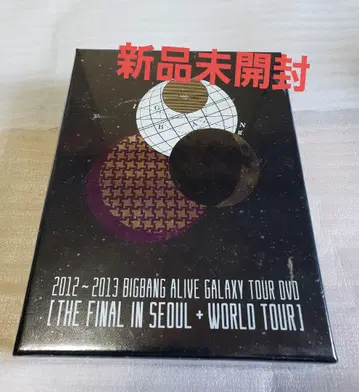 新品未開封
2012~2013 BIGBANG ALIVE GALAXY TOUR DVD
[THE FINAL IN SEOUL + WORLD TOUR]